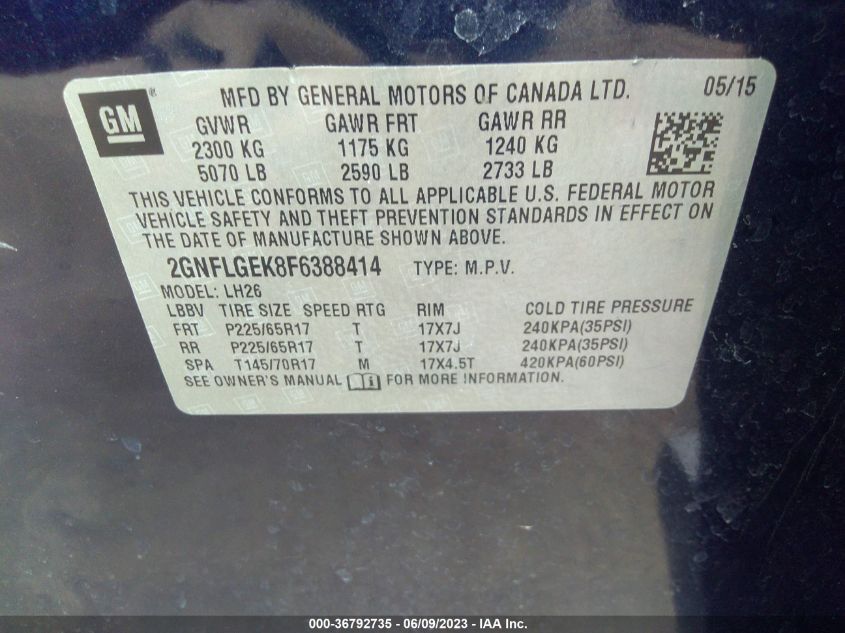 GM
MFD BY GENERAL MOTORS OF CANADA LTD. 05/15
GVWR GAWR FRT GAWR RR
2300 KG 1175 KG 1240 KG
5070 LB 2590 LB 2733 LB
THIS VEHICLE CONFORMS TO ALL APPLICABLE U.S. FEDERAL MOTOR
VEHICLE SAFETY AND THEFT PREVENTION STANDARDS IN EFFECT ON
THE DATE OF MANUFACTURE SHOWN ABOVE.
2GNFLGEK8F6388414 TYPE: M.P.V.
MODEL: LH26
LBBV TIRE SIZE SPEED RTG RIM COLD TIRE PRESSURE
FRT P225/65R17 T 17X7J 240KPA(35PSI)
RR P225/65R17 T 17X7J 240KPA(35PSI)
SPA T145/70R17 M 17X4.5T 420KPA(60PSI)
SEE OWNER'S MANUAL FOR MORE INFORMATION.
000-36792735 - 06/09/2023 - IAA Inc.